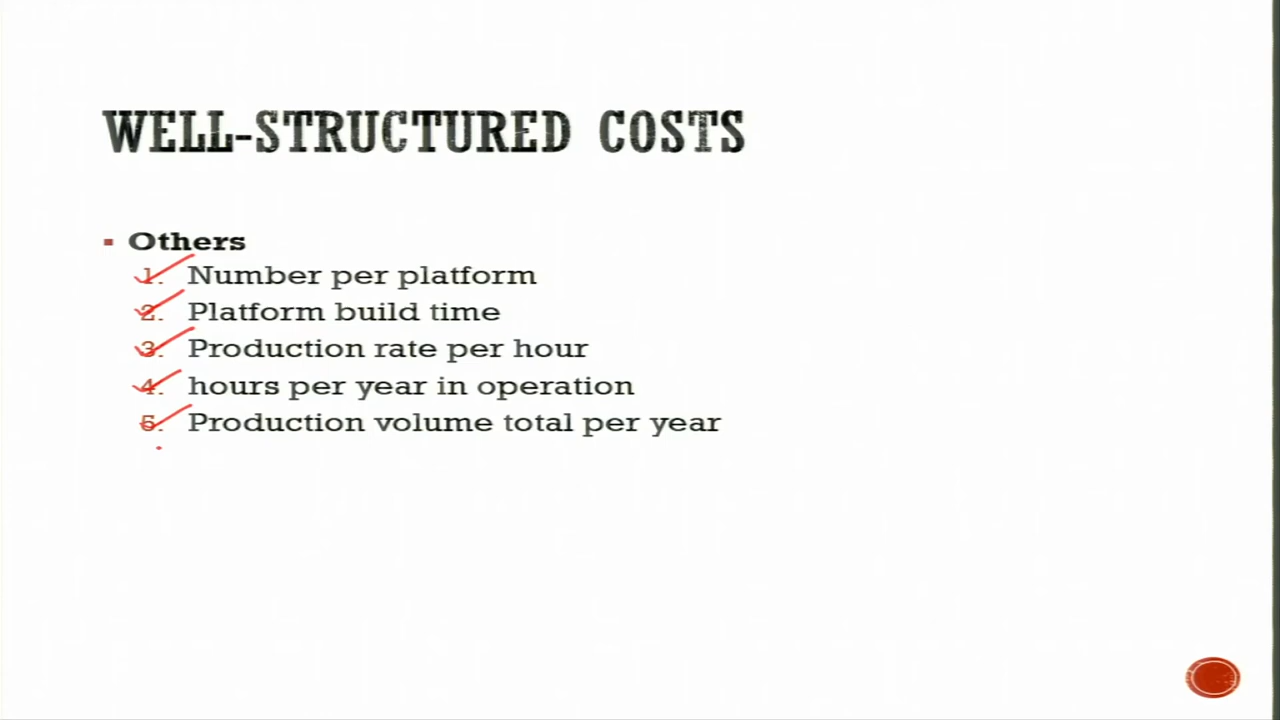 WELL-STRUCTURED COSTS
Others
1. Number per platform
2. Platform build time
3. Production rate per hour
4. hours per year in operation
5. Production volume total per year